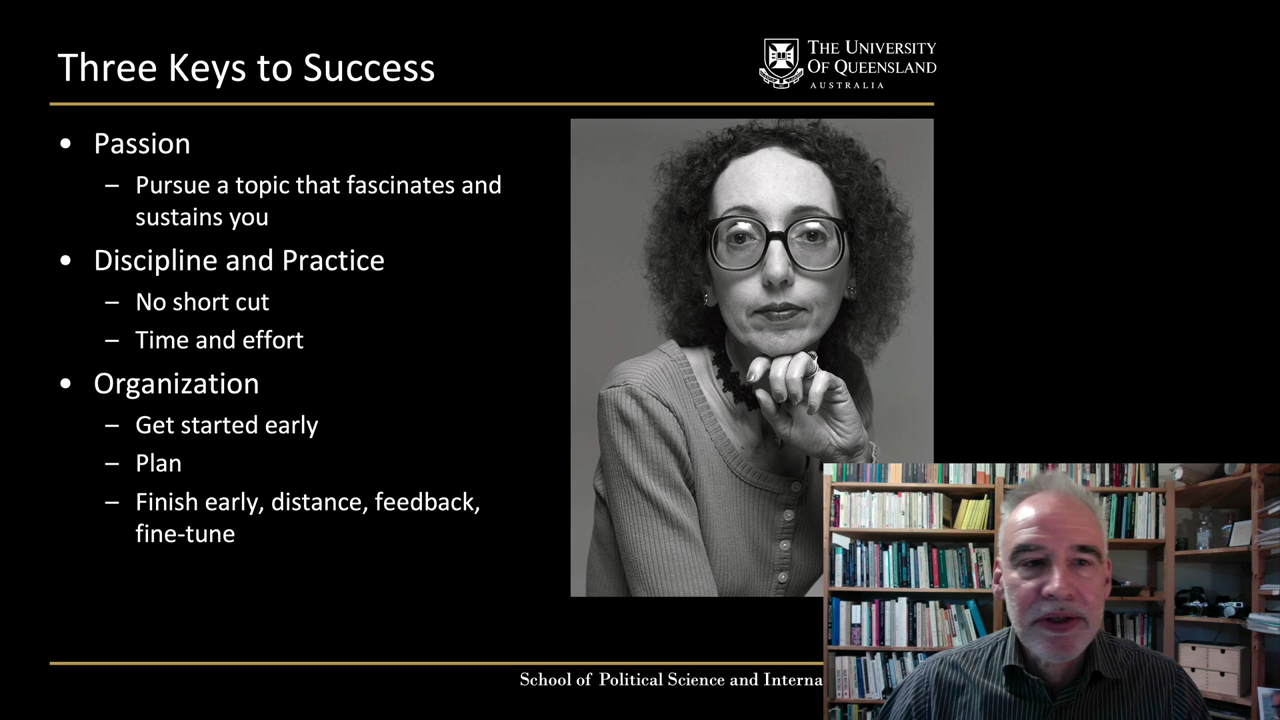 Three Keys to Success
THE UNIVERSITY
OF QUEENSLAND
AUSTRALIA
• Passion
– Pursue a topic that fascinates and
sustains you
• Discipline and Practice
– No short cut
– Time and effort
• Organization
– Get started early
– Plan
– Finish early, distance, feedback,
fine-tune
School of Political Science and Interna